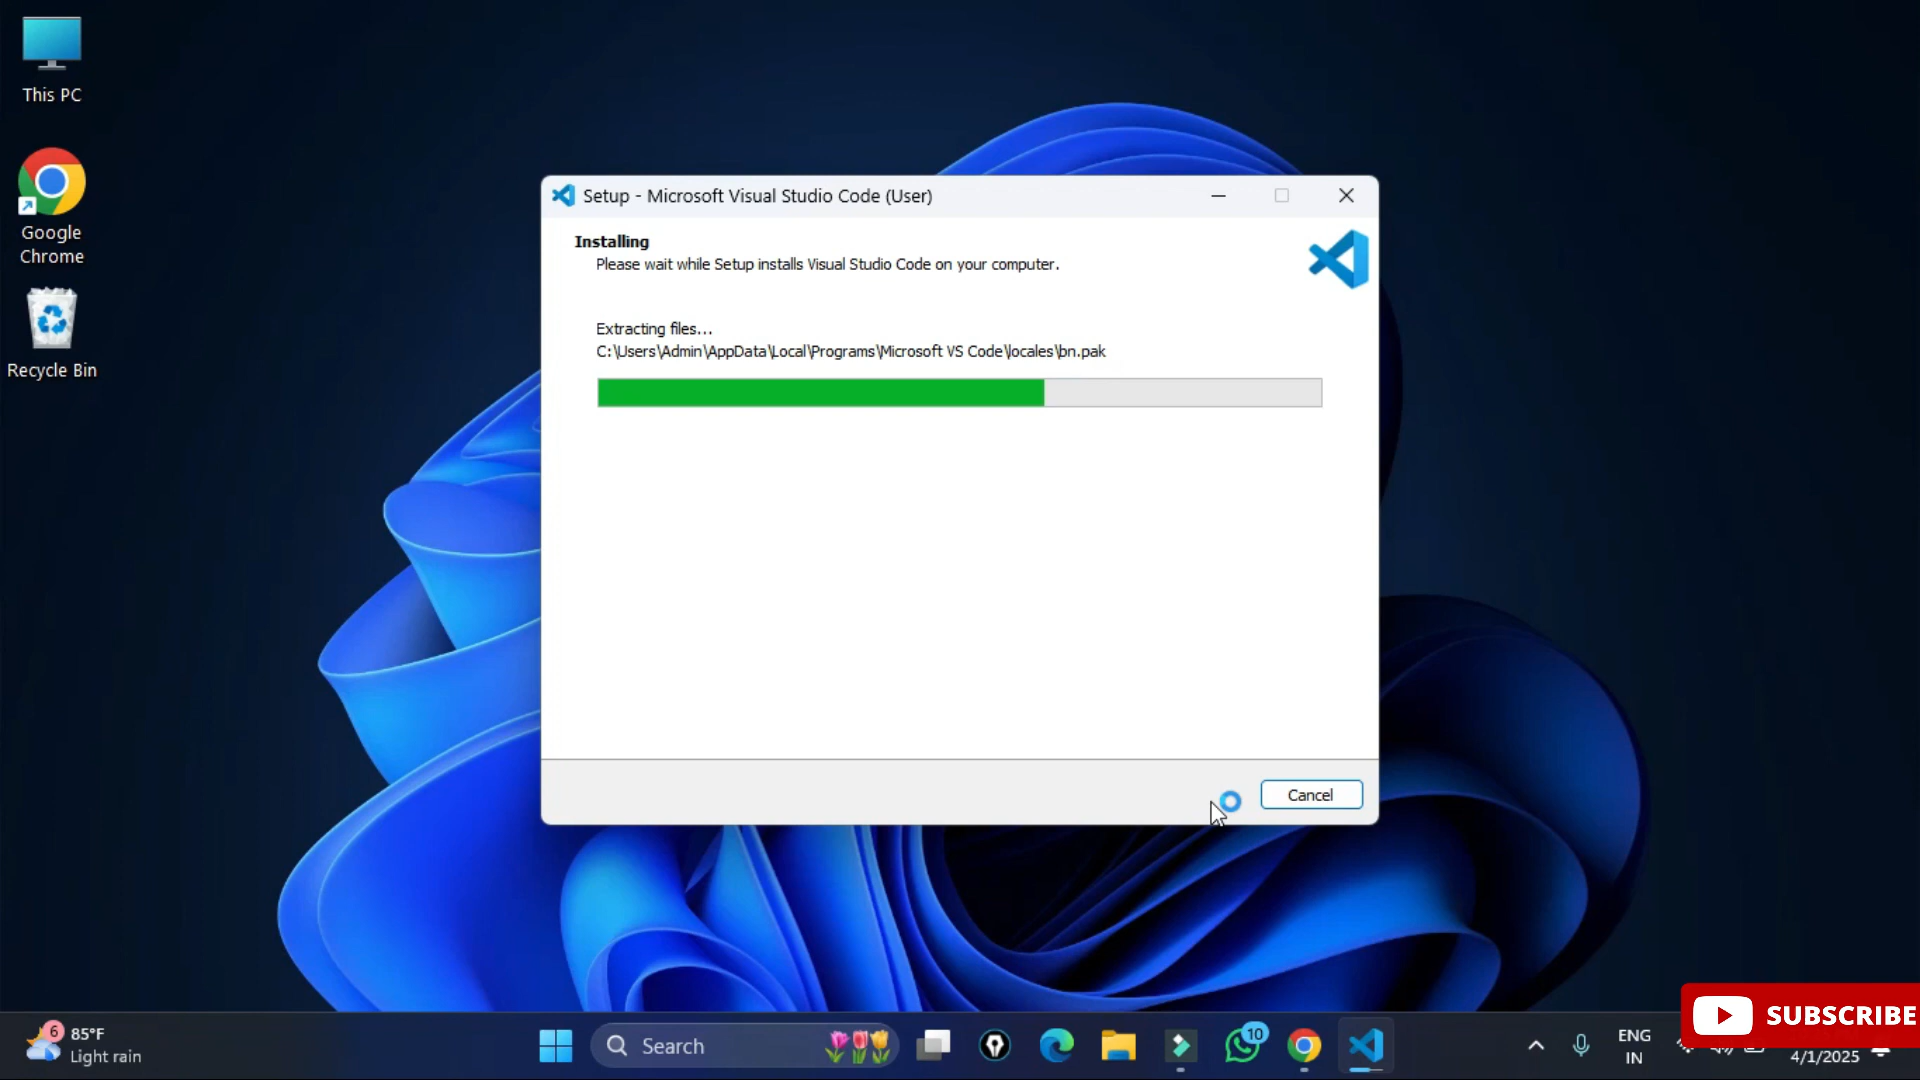 This PC
Google
Chrome
Recycle Bin
Setup - Microsoft Visual Studio Code (User)
Installing
Please wait while Setup installs Visual Studio Code on your computer.
Extracting files...
C:\Users\Admin\AppData\Local\Programs\Microsoft VS Code\locales\bn.pak
Cancel
6
85°F
Light rain
Search
10
ENG
IN
4/1/2025
SUBSCRIBE